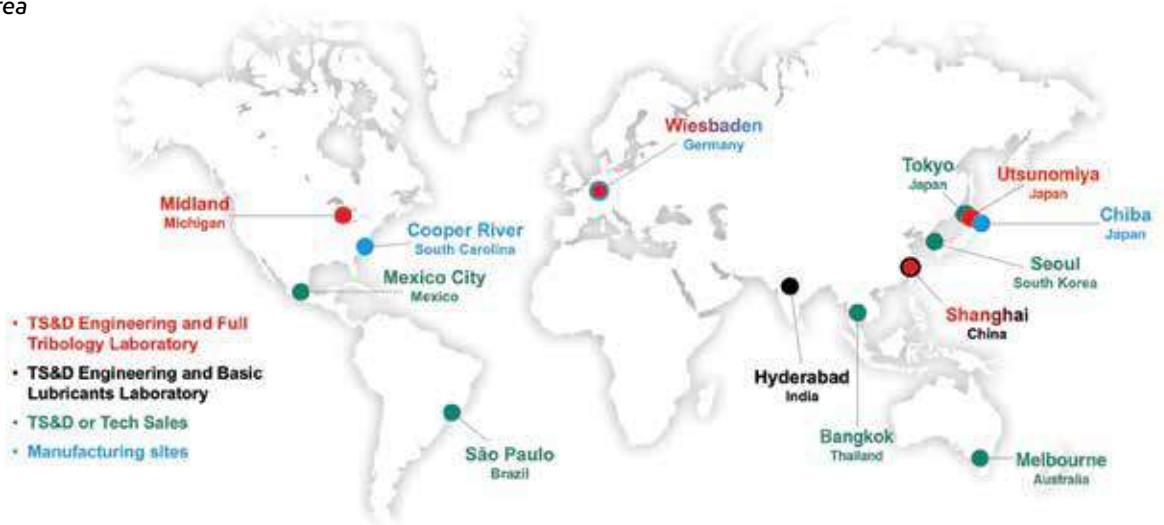 rea
Wiesbaden
Germany
Tokyo
Japan
Utsunomiya
Japan
Midland
Michigan
Chiba
Japan
Cooper River
South Carolina
Seoul
South Korea
Mexico City
Mexico
Shanghai
China
• TS&D Engineering and Full
Tribology Laboratory
• TS&D Engineering and Basic
Lubricants Laboratory
• TS&D or Tech Sales
• Manufacturing sites
Hyderabad
India
Bangkok
Thailand
São Paulo
Brazil
Melbourne
Australia